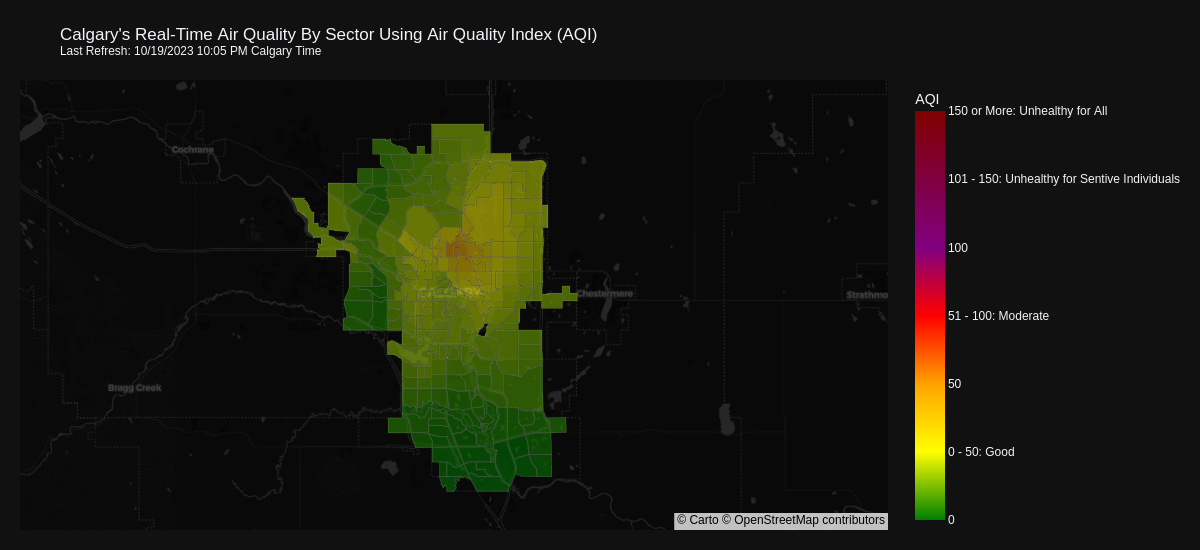 Calgary's Real-Time Air Quality By Sector Using Air Quality Index (AQI)
Last Refresh: 10/19/2023 10:05 PM Calgary Time
AQI
150 or More: Unhealthy for All
Cochrane
101 - 150: Unhealthy for Sentive Individuals
100
Chestermere
Strathmo
51 - 100: Moderate
50
Bragg Creek
0 - 50: Good
0
© Carto © OpenStreetMap contributors